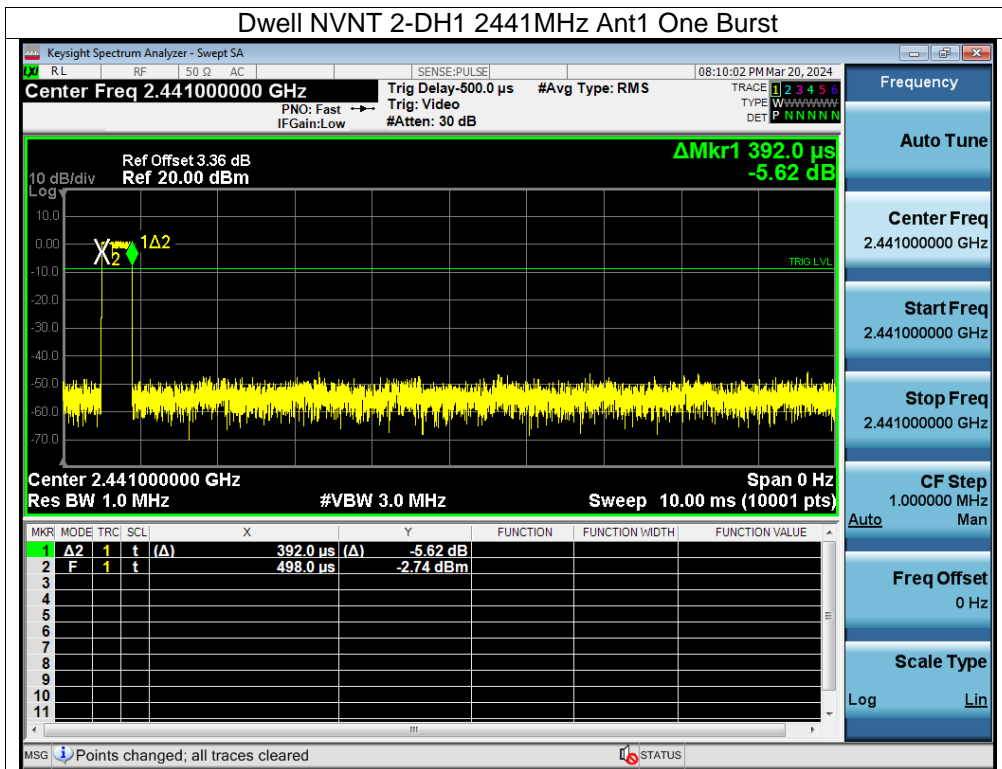 Dwell NVNT 2-DH1 2441MHz Ant1 One Burst
Keysight Spectrum Analyzer - Swept SA
LXI RL RF 50 Ω AC SENSE:PULSE 08:10:02 PM Mar 20, 2024
Center Freq 2.441000000 GHz Trig Delay-500.0 µs #Avg Type: RMS TRACE 1 2 3 4 5 6
PNO: Fast Trig: Video TYPE WWWWWW
IFGain:Low #Atten: 30 dB DET P N N N N N
Frequency
Auto Tune
Center Freq
2.441000000 GHz
Start Freq
2.441000000 GHz
Stop Freq
2.441000000 GHz
CF Step
1.000000 MHz
Auto Man
Freq Offset
0 Hz
Scale Type
Log Lin
ΔMkr1 392.0 µs
-5.62 dB
Ref Offset 3.36 dB
10 dB/div Ref 20.00 dBm
Log
10.0
0.00
-10.0
-20.0
-30.0
-40.0
-50.0
-60.0
-70.0
X2 1Δ2
TRIG LVL
Center 2.441000000 GHz Span 0 Hz
Res BW 1.0 MHz #VBW 3.0 MHz Sweep 10.00 ms (10001 pts)
MKR MODE TRC SCL X Y FUNCTION FUNCTION WIDTH FUNCTION VALUE
1 Δ2 1 t (Δ) 392.0 µs (Δ) -5.62 dB
2 F 1 t 498.0 µs -2.74 dBm
3
4
5
6
7
8
9
10
11
MSG Points changed; all traces cleared STATUS